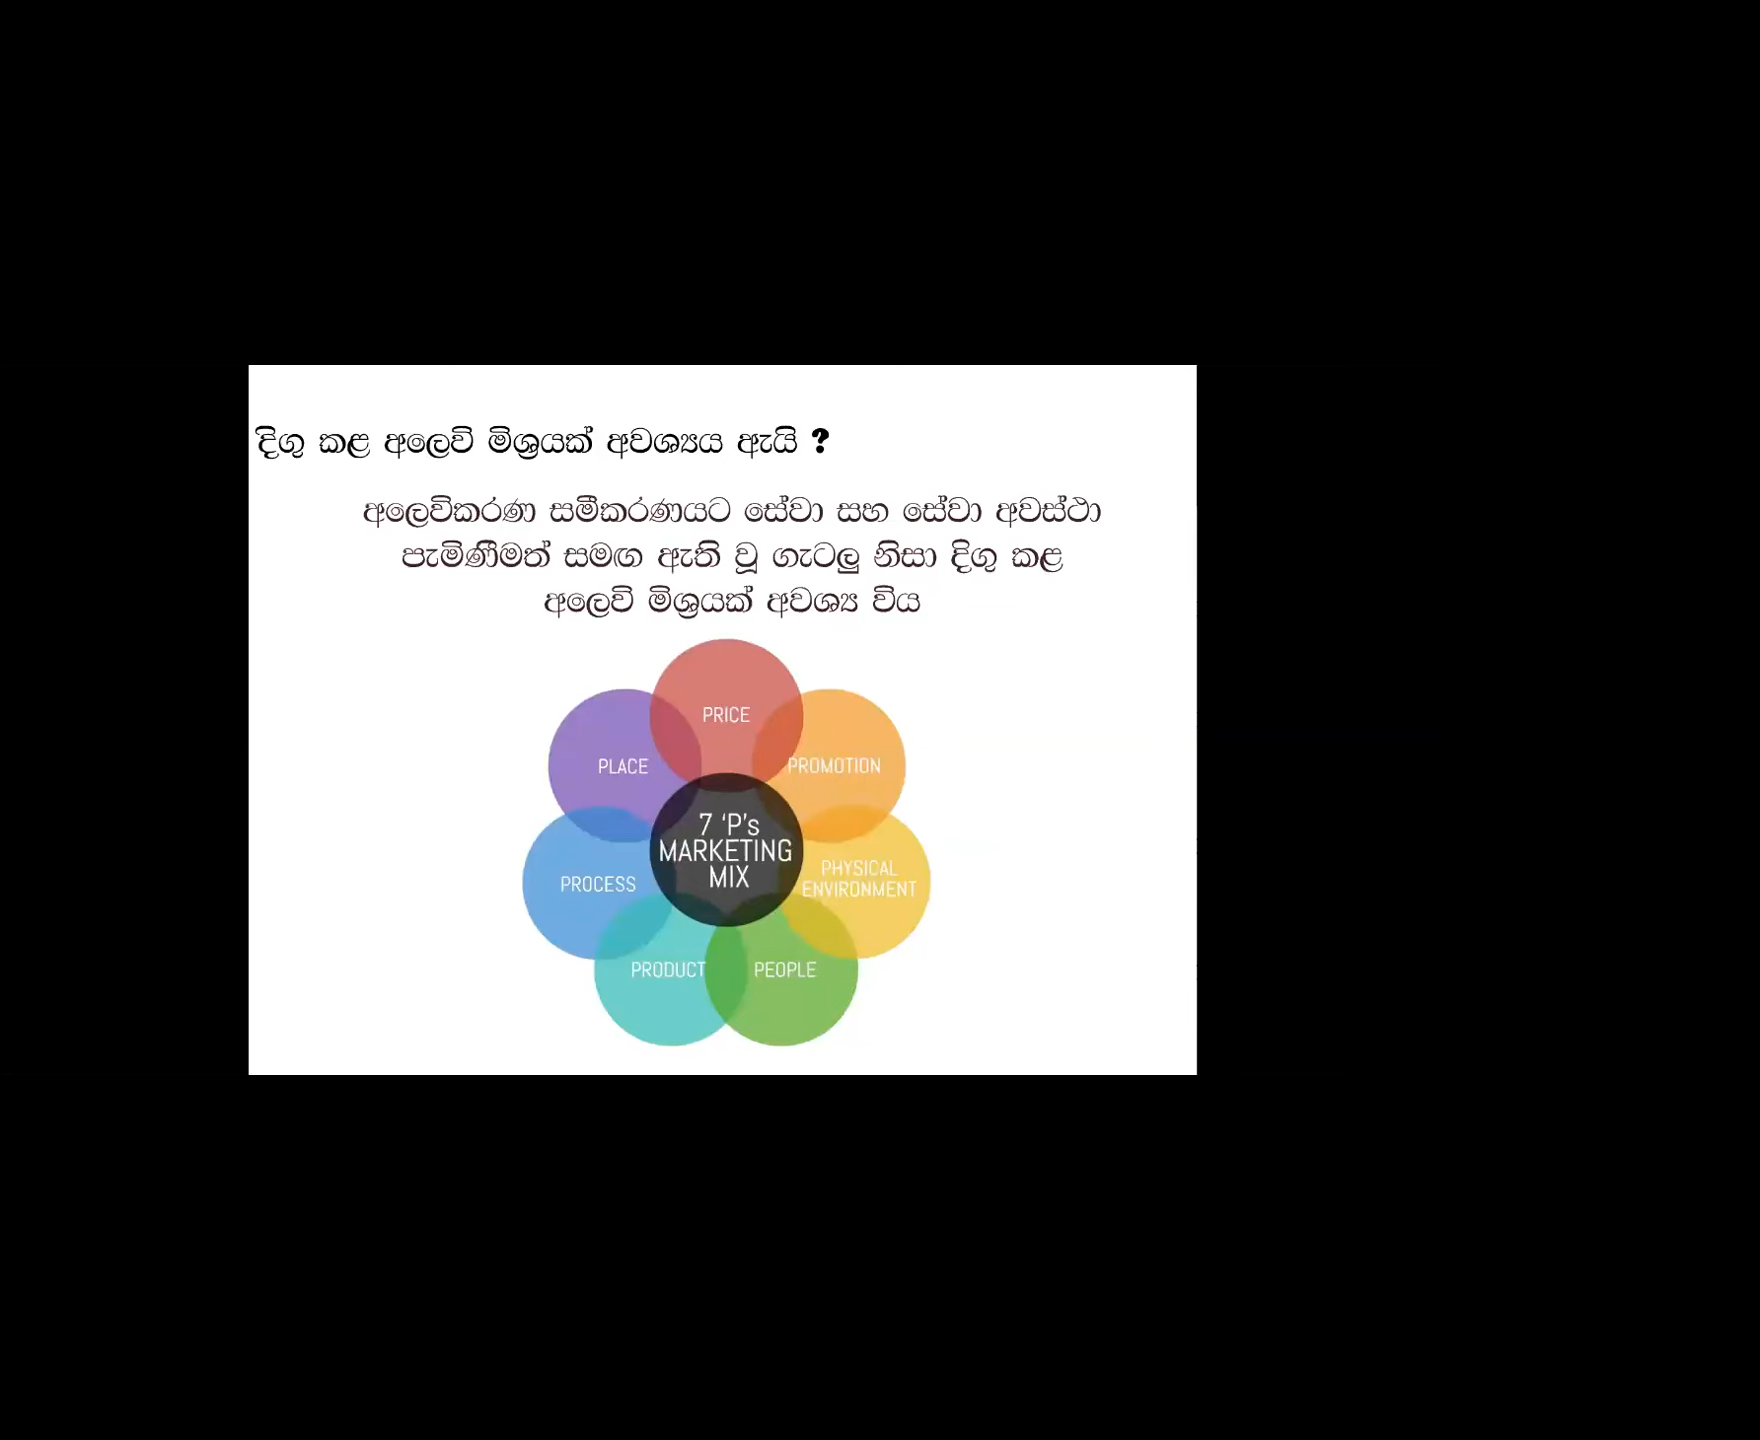 දිගු කළ අලෙවි මිශ්‍රයක් අවශ්‍යය ඇයි ?
අලෙවිකරණ සමීකරණයට සේවා සහ සේවා අවස්ථා
පැමිණීමත් සමඟ ඇති වූ ගැටලු නිසා දිගු කළ
අලෙවි මිශ්‍රයක් අවශ්‍ය විය
PRICE
PLACE
PROMOTION
7 ‘P’s
MARKETING
MIX
PHYSICAL
ENVIRONMENT
PROCESS
PRODUCT
PEOPLE